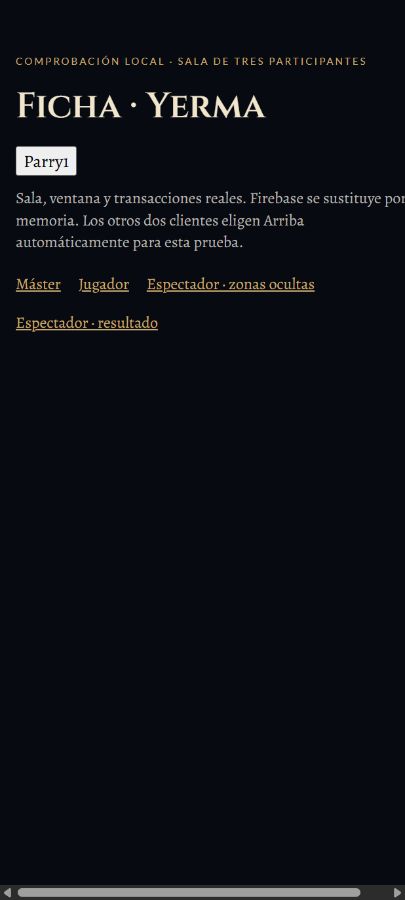 COMPROBACIÓN LOCAL · SALA DE TRES PARTICIPANTES
Ficha · Yerma
Parry1
Sala, ventana y transacciones reales. Firebase se sustituye por
memoria. Los otros dos clientes eligen Arriba
automáticamente para esta prueba.
Máster Jugador Espectador · zonas ocultas
Espectador · resultado